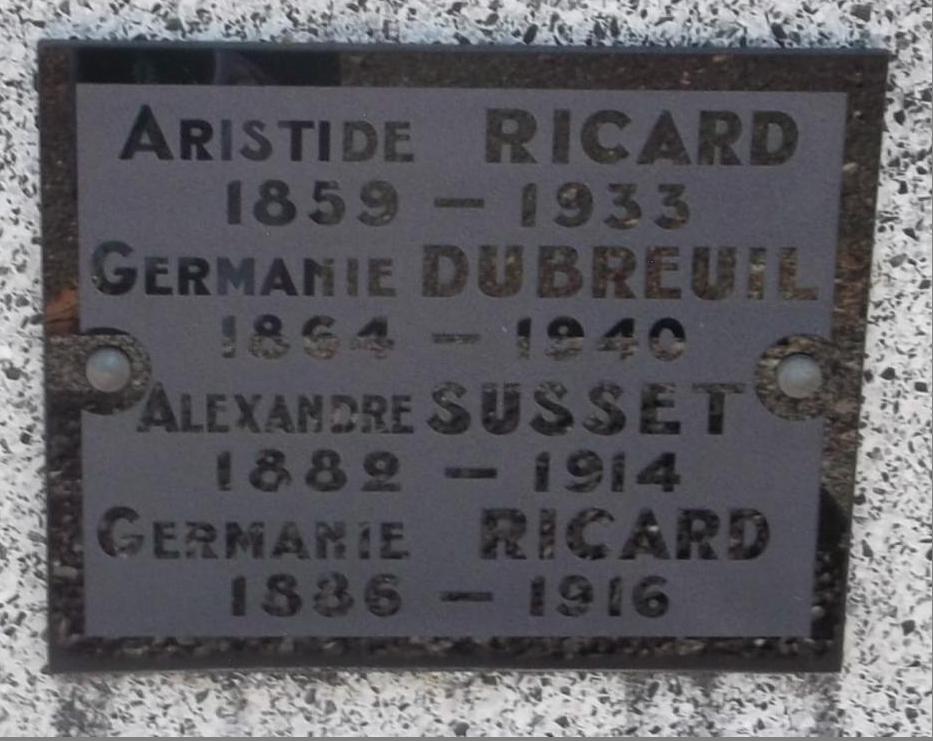 ARISTIDE RICARD
1859 - 1933
GERMANIE DUBREUIL
1864 - 1940
ALEXANDRE SUSSET
1882 - 1914
GERMANIE RICARD
1886 - 1916